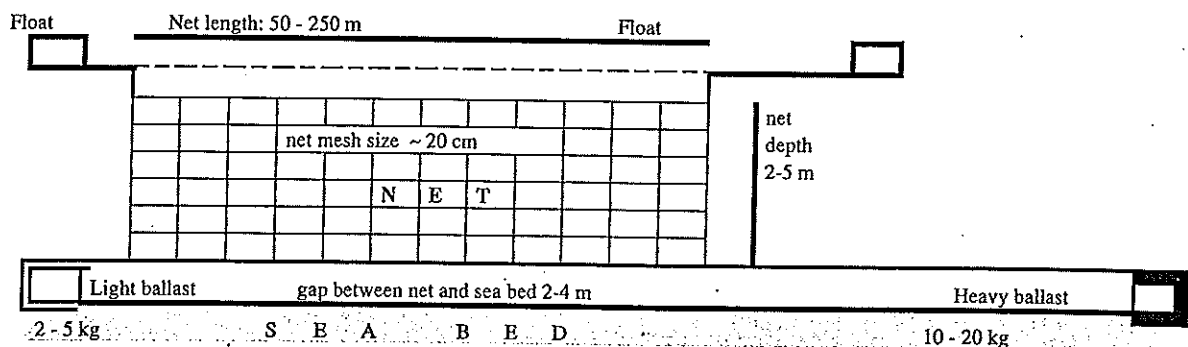 Float
Net length: 50 - 250 m
Float
net mesh size ~ 20 cm
net
depth
2-5 m
N E T
Light ballast
gap between net and sea bed 2-4 m
Heavy ballast
2 - 5 kg
S E A B E D
10 - 20 kg